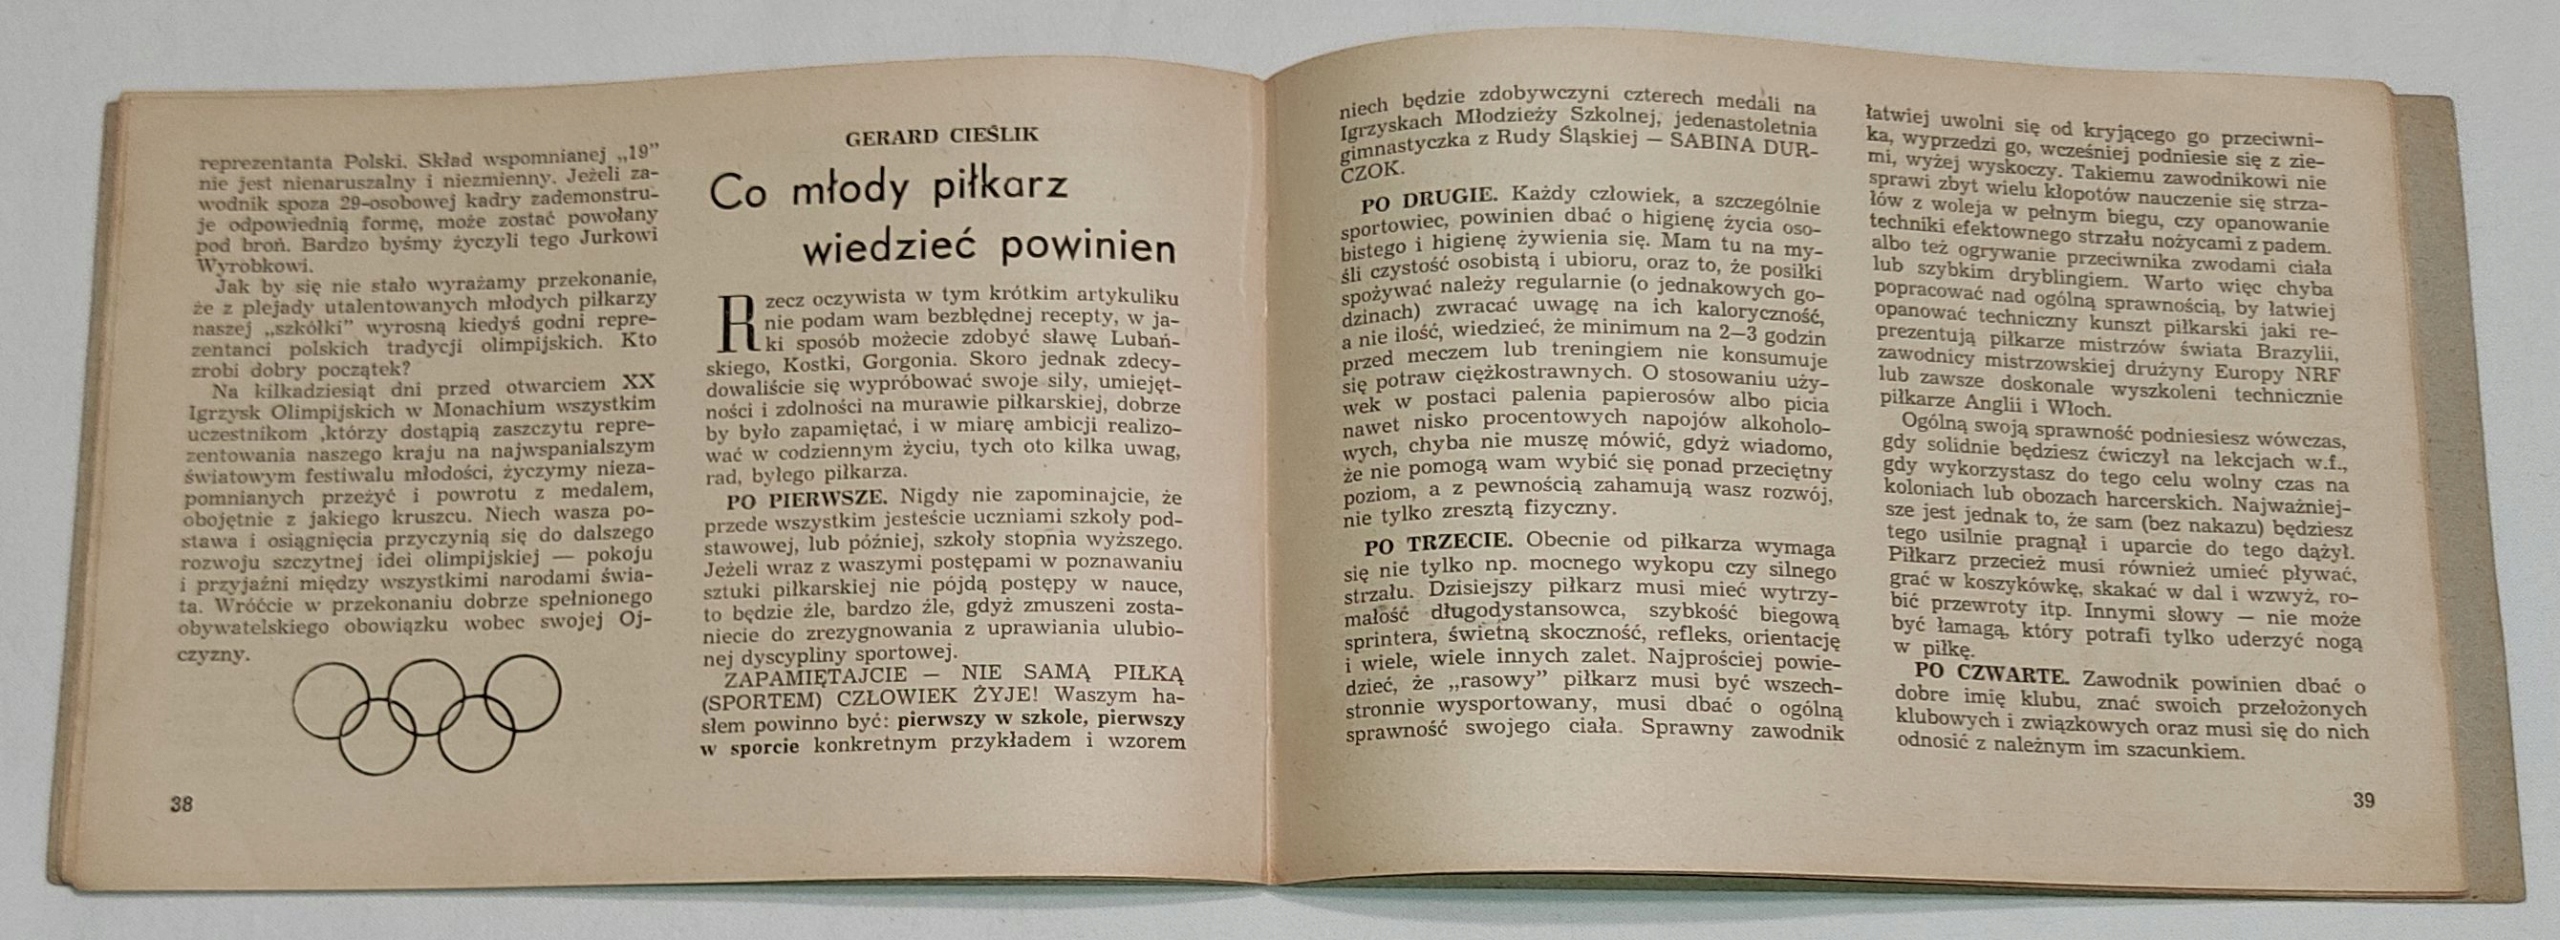 reprezentanta Polski. Skład wspomnianej „19”
nie jest nienaruszalny i niezmienny. Jeżeli za-
wodnik spoza 29-osobowej kadry zademonstru-
je odpowiednią formę, może zostać powołany
pod broń. Bardzo byśmy życzyli tego Jurkowi
Wyrobkowi.
Jak by się nie stało wyrażamy przekonanie,
że z plejady utalentowanych młodych piłkarzy
naszej „szkółki” wyrosną kiedyś godni repre-
zentanci polskich tradycji olimpijskich. Kto
zrobi dobry początek?
Na kilkadziesiąt dni przed otwarciem XX
Igrzysk Olimpijskich w Monachium wszystkim
uczestnikom ,którzy dostąpią zaszczytu repre-
zentowania naszego kraju na najwspanialszym
światowym festiwalu młodości, życzymy nieza-
pomnianych przeżyć i powrotu z medalem,
obojętnie z jakiego kruszcu. Niech wasza po-
stawa i osiągnięcia przyczynią się do dalszego
rozwoju szczytnej idei olimpijskiej — pokoju
i przyjaźni między wszystkimi narodami świa-
ta. Wróćcie w przekonaniu dobrze spełnionego
obywatelskiego obowiązku wobec swojej Oj-
czyzny.
38
GERARD CIEŚLIK
Co młody piłkarz
wiedzieć powinien
Rzecz oczywista w tym krótkim artykuliku
nie podam wam bezbłędnej recepty, w ja-
ki sposób możecie zdobyć sławę Lubań-
skiego, Kostki, Gorgonia. Skoro jednak zdecy-
dowaliście się wypróbować swoje siły, umiejęt-
ności i zdolności na murawie piłkarskiej, dobrze
by było zapamiętać, i w miarę ambicji realizo-
wać w codziennym życiu, tych oto kilka uwag,
rad, byłego piłkarza.
PO PIERWSZE. Nigdy nie zapominajcie, że
przede wszystkim jesteście uczniami szkoły pod-
stawowej, lub później, szkoły stopnia wyższego.
Jeżeli wraz z waszymi postępami w poznawaniu
sztuki piłkarskiej nie pójdą postępy w nauce,
to będzie źle, bardzo źle, gdyż zmuszeni zosta-
niecie do zrezygnowania z uprawiania ulubio-
nej dyscypliny sportowej.
ZAPAMIĘTAJCIE — NIE SAMĄ PIŁKĄ
(SPORTEM) CZŁOWIEK ŻYJE! Waszym ha-
słem powinno być: pierwszy w szkole, pierwszy
w sporcie konkretnym przykładem i wzorem
niech będzie zdobywczyni czterech medali na
Igrzyskach Młodzieży Szkolnej, jedenastoletnia
gimnastyczka z Rudy Śląskiej — SABINA DUR-
CZOK.
PO DRUGIE. Każdy człowiek, a szczególnie
sportowiec, powinien dbać o higienę życia oso-
bistego i higienę żywienia się. Mam tu na my-
śli czystość osobistą i ubioru, oraz to, że posiłki
spożywać należy regularnie (o jednakowych go-
dzinach) zwracać uwagę na ich kaloryczność,
a nie ilość, wiedzieć, że minimum na 2—3 godzin
przed meczem lub treningiem nie konsumuje
się potraw ciężkostrawnych. O stosowaniu uży-
wek w postaci palenia papierosów albo picia
nawet nisko procentowych napojów alkoholo-
wych, chyba nie muszę mówić, gdyż wiadomo,
że nie pomogą wam wybić się ponad przeciętny
poziom, a z pewnością zahamują wasz rozwój,
nie tylko zresztą fizyczny.
PO TRZECIE. Obecnie od piłkarza wymaga
się nie tylko np. mocnego wykopu czy silnego
strzału. Dzisiejszy piłkarz musi mieć wytrzy-
małość długodystansowca, szybkość biegową
sprintera, świetną skoczność, refleks, orientację
i wiele, wiele innych zalet. Najprościej powie-
dzieć, że „rasowy” piłkarz musi być wszech-
stronnie wysportowany, musi dbać o ogólną
sprawność swojego ciała. Sprawny zawodnik
łatwiej uwolni się od kryjącego go przeciwni-
ka, wyprzedzi go, wcześniej podniesie się z zie-
mi, wyżej wyskoczy. Takiemu zawodnikowi nie
sprawi zbyt wielu kłopotów nauczenie się strza-
łów z woleja w pełnym biegu, czy opanowanie
techniki efektownego strzału nożycami z padem.
albo też ogrywanie przeciwnika zwodami ciała
lub szybkim dryblingiem. Warto więc chyba
popracować nad ogólną sprawnością, by łatwiej
opanować techniczny kunszt piłkarski jaki re-
prezentują piłkarze mistrzów świata Brazylii,
zawodnicy mistrzowskiej drużyny Europy NRF
lub zawsze doskonale wyszkoleni technicznie
piłkarze Anglii i Włoch.
Ogólną swoją sprawność podniesiesz wówczas,
gdy solidnie będziesz ćwiczył na lekcjach w.f.,
gdy wykorzystasz do tego celu wolny czas na
koloniach lub obozach harcerskich. Najważniej-
sze jest jednak to, że sam (bez nakazu) będziesz
tego usilnie pragnął i uparcie do tego dążył.
Piłkarz przecież musi również umieć pływać,
grać w koszykówkę, skakać w dal i wzwyż, ro-
bić przewroty itp. Innymi słowy — nie może
być łamagą, który potrafi tylko uderzyć nogą
w piłkę.
PO CZWARTE. Zawodnik powinien dbać o
dobre imię klubu, znać swoich przełożonych
klubowych i związkowych oraz musi się do nich
odnosić z należnym im szacunkiem.
39